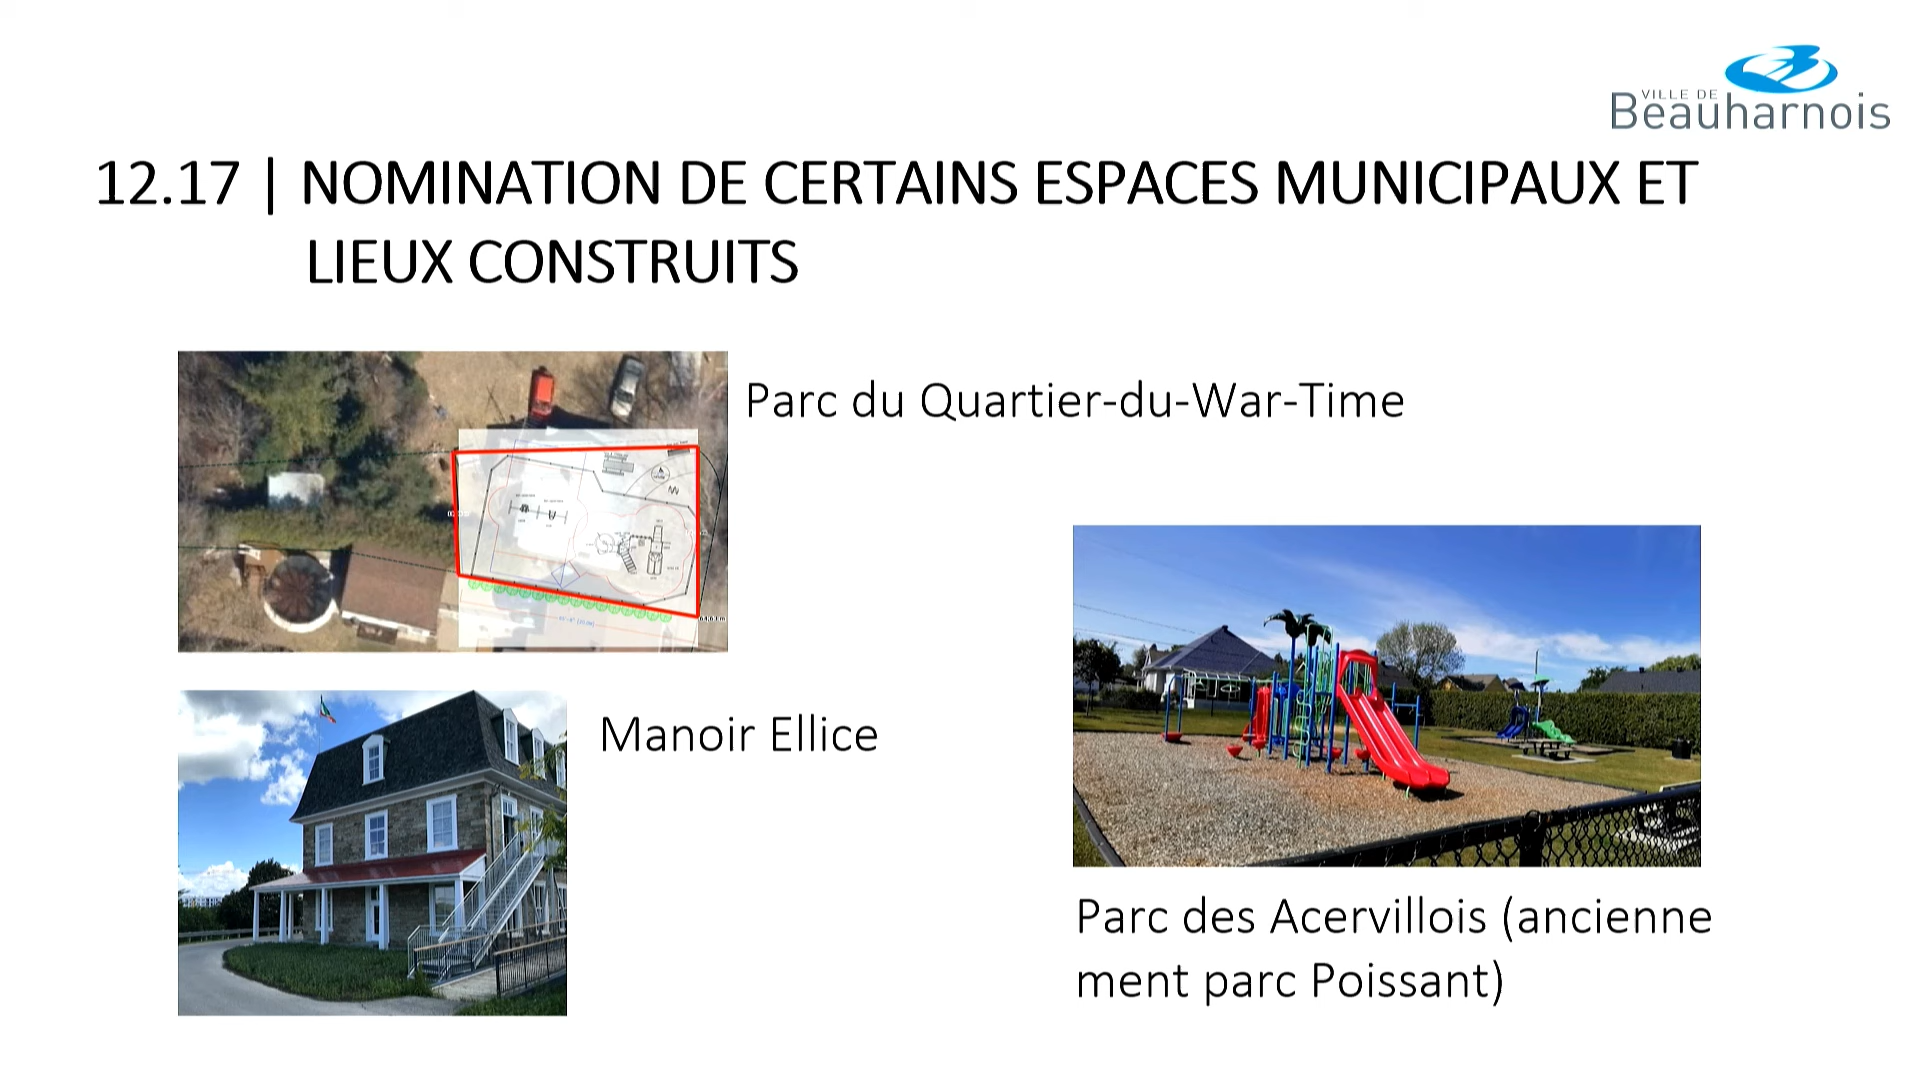 VILLE DE
Beauharnois
12.17 | NOMINATION DE CERTAINS ESPACES MUNICIPAUX ET
LIEUX CONSTRUITS
Parc du Quartier-du-War-Time
Manoir Ellice
Parc des Acervillois (ancienne
ment parc Poissant)